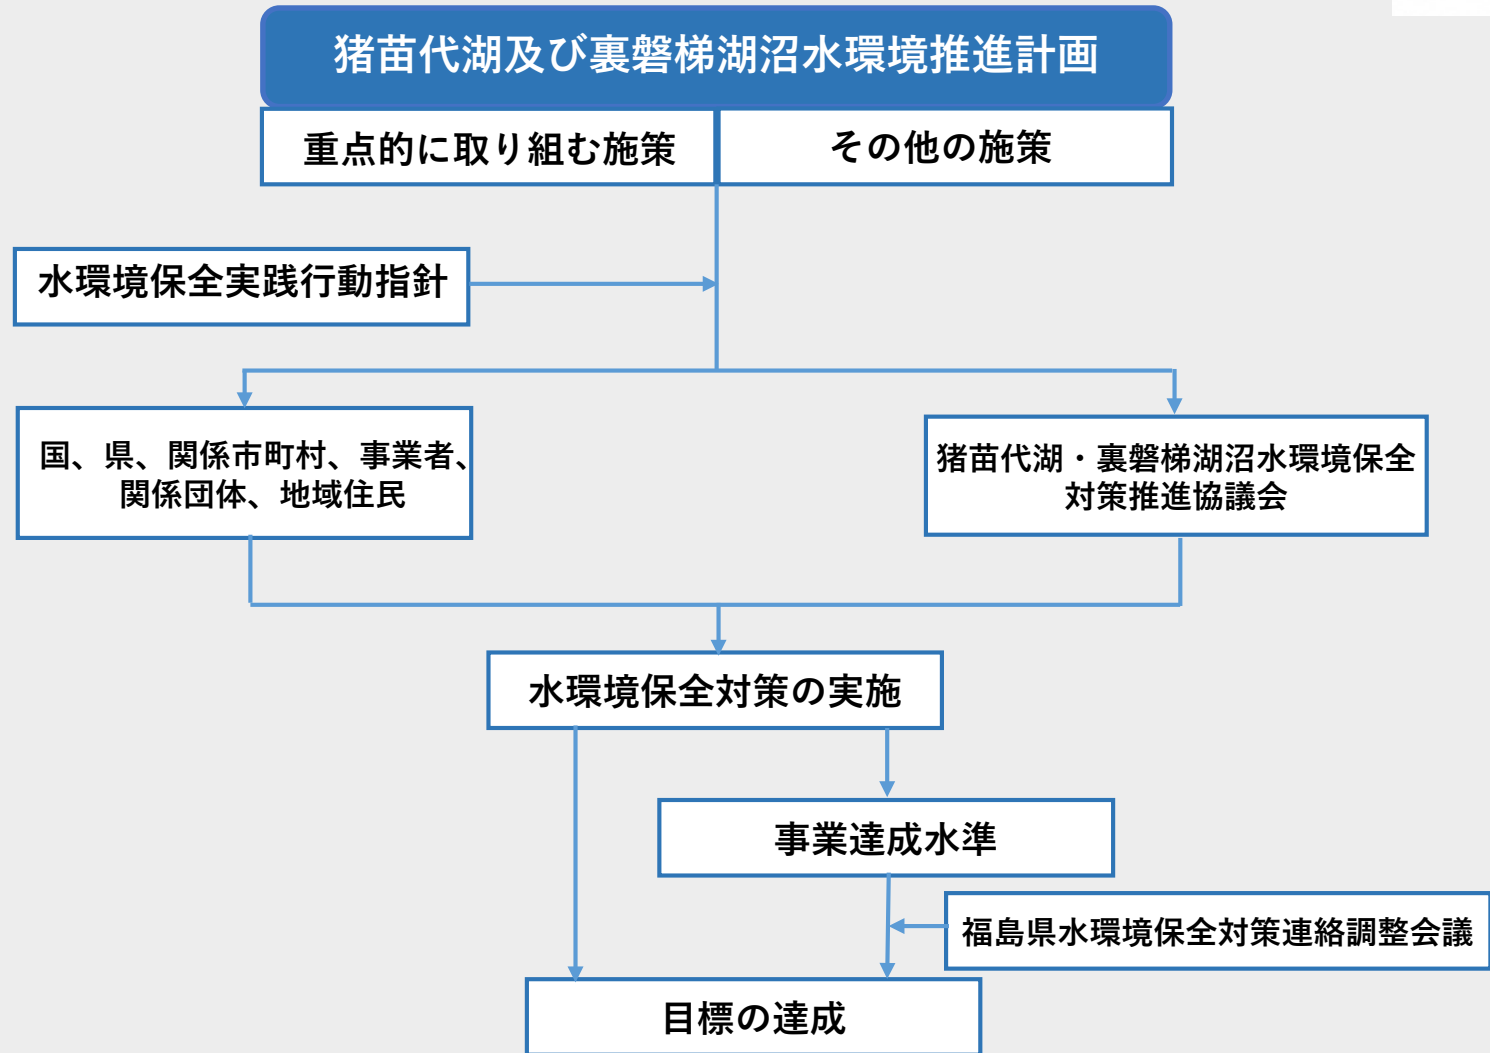 猪苗代湖及び裏磐梯湖沼水環境推進計画
重点的に取り組む施策
その他の施策
水環境保全実践行動指針
国、県、関係市町村、事業者、
関係団体、地域住民
猪苗代湖・裏磐梯湖沼水環境保全
対策推進協議会
水環境保全対策の実施
事業達成水準
福島県水環境保全対策連絡調整会議
目標の達成